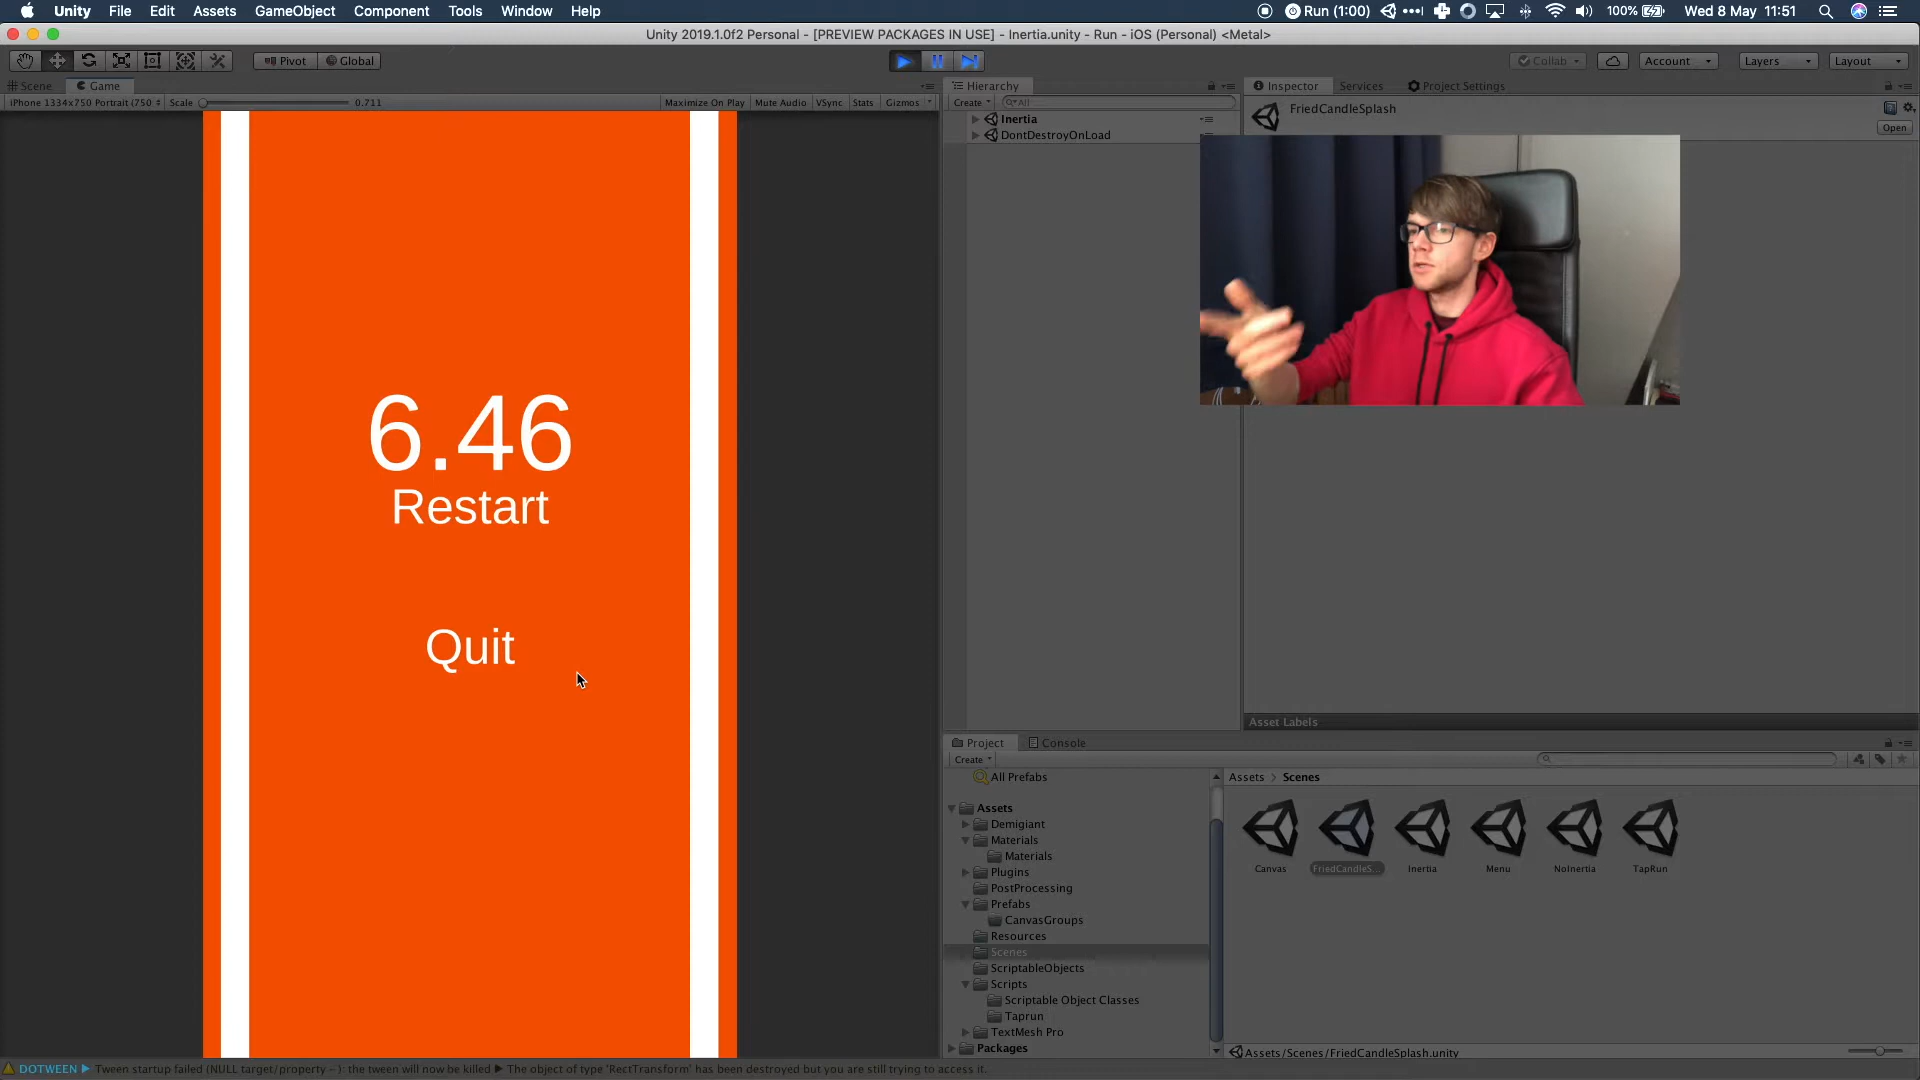 Unity File Edit Assets GameObject Component Tools Window Help
Run (1:00) 100% Wed 8 May 11:51
Unity 2019.1.0f2 Personal - [PREVIEW PACKAGES IN USE] - Inertia.unity - Run - iOS (Personal) <Metal>
Pivot Global Collab Account Layers Layout
Scene Game Hierarchy Inspector Services Project Settings
iPhone 1334x750 Portrait (750 Scale 0.711 Maximize On Play Mute Audio VSync Stats Gizmos Create All
FriedCandleSplash
Open
Inertia
DontDestroyOnLoad
6.46
Restart
Quit
Asset Labels
Project Console
Create
All Prefabs
Assets > Scenes
Assets
Demigiant
Materials
Materials
Plugins
PostProcessing
Prefabs
CanvasGroups
Resources
Scenes
ScriptableObjects
Scripts
Scriptable Object Classes
Taprun
TextMesh Pro
Packages
Canvas FriedCandleS... Inertia Menu NoInertia TapRun
Assets/Scenes/FriedCandleSplash.unity
DOTWEEN ► Tween startup failed (NULL target/property - ): the tween will now be killed ► The object of type 'RectTransform' has been destroyed but you are still trying to access it.